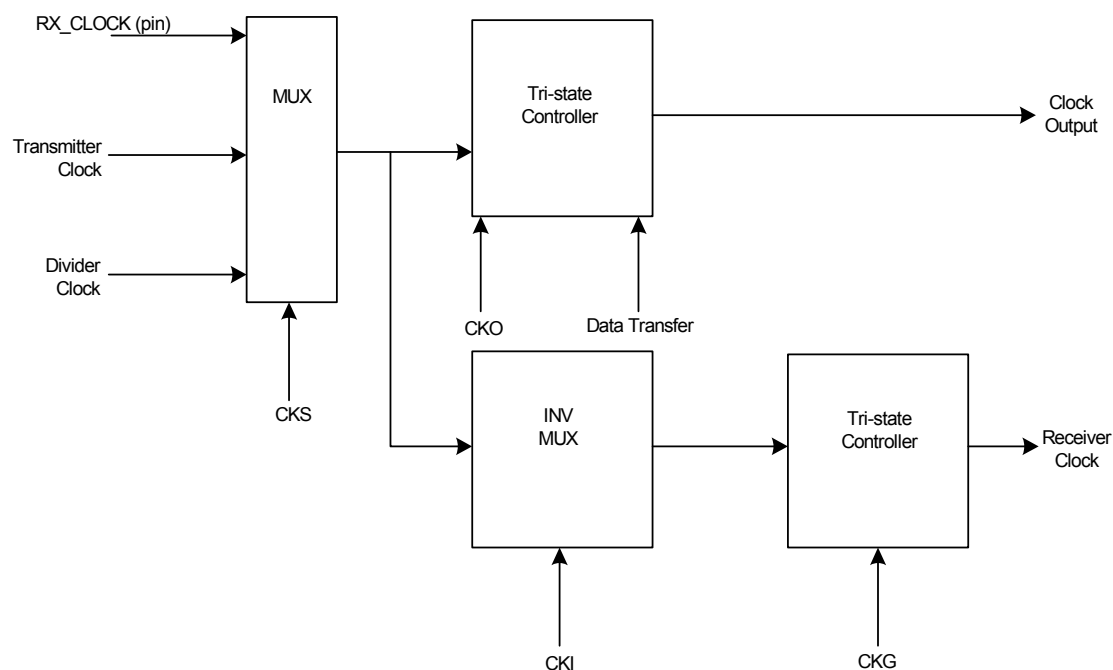 RX_CLOCK (pin)
MUX
Tri-state
Controller
Clock
Output
Transmitter
Clock
Divider
Clock
CKO
Data Transfer
CKS
INV
MUX
Tri-state
Controller
Receiver
Clock
CKI
CKG